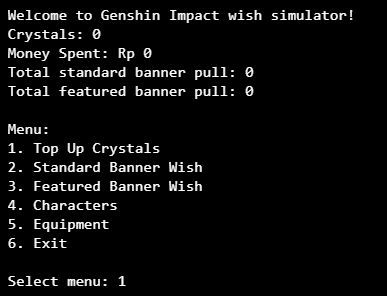 Welcome to Genshin Impact wish simulator!
Crystals: 0
Money Spent: Rp 0
Total standard banner pull: 0
Total featured banner pull: 0
Menu:
1. Top Up Crystals
2. Standard Banner Wish
3. Featured Banner Wish
4. Characters
5. Equipment
6. Exit
Select menu: 1